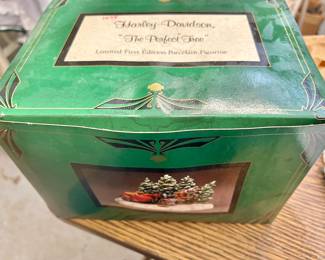 Harley-Davidson
"The Perfect Tree"
Limited First Edition Porcelain Figurine